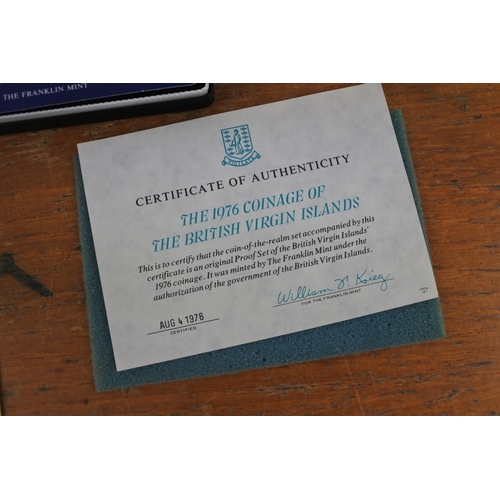 THE FRANKLIN MINT
CERTIFICATE OF AUTHENTICITY
THE 1976 COINAGE OF
THE BRITISH VIRGIN ISLANDS
This is to certify that the coin-of-the-realm set accompanied by this
certificate is an original Proof Set of the British Virgin Islands'
1976 coinage. It was minted by The Franklin Mint under the
authorization of the government of the British Virgin Islands.
AUG 4 1976
CERTIFIED
William N. Krieg
FOR THE FRANKLIN MINT